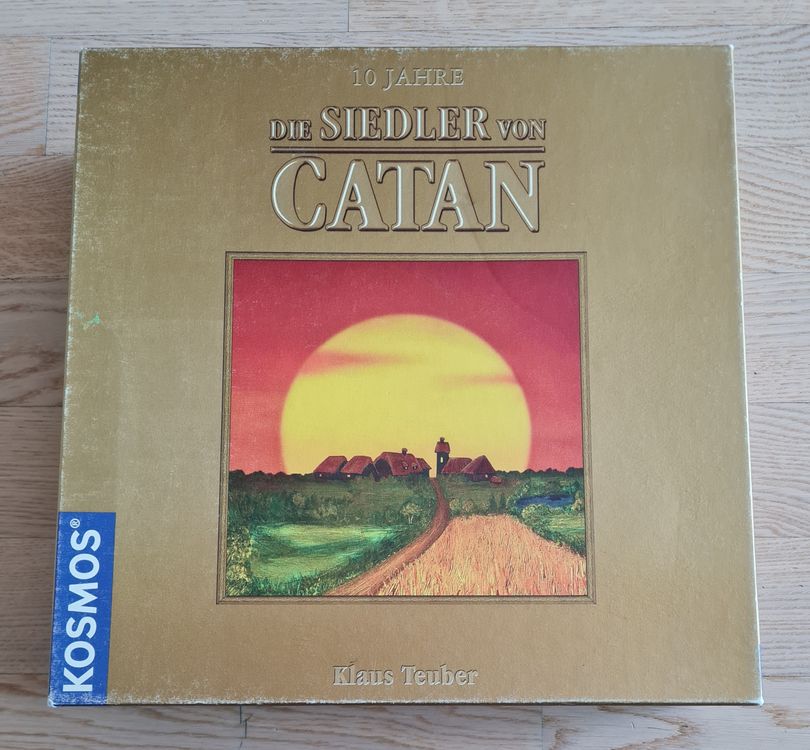 10 JAHRE
DIE SIEDLER VON
CATAN
KOSMOS®
Klaus Teuber